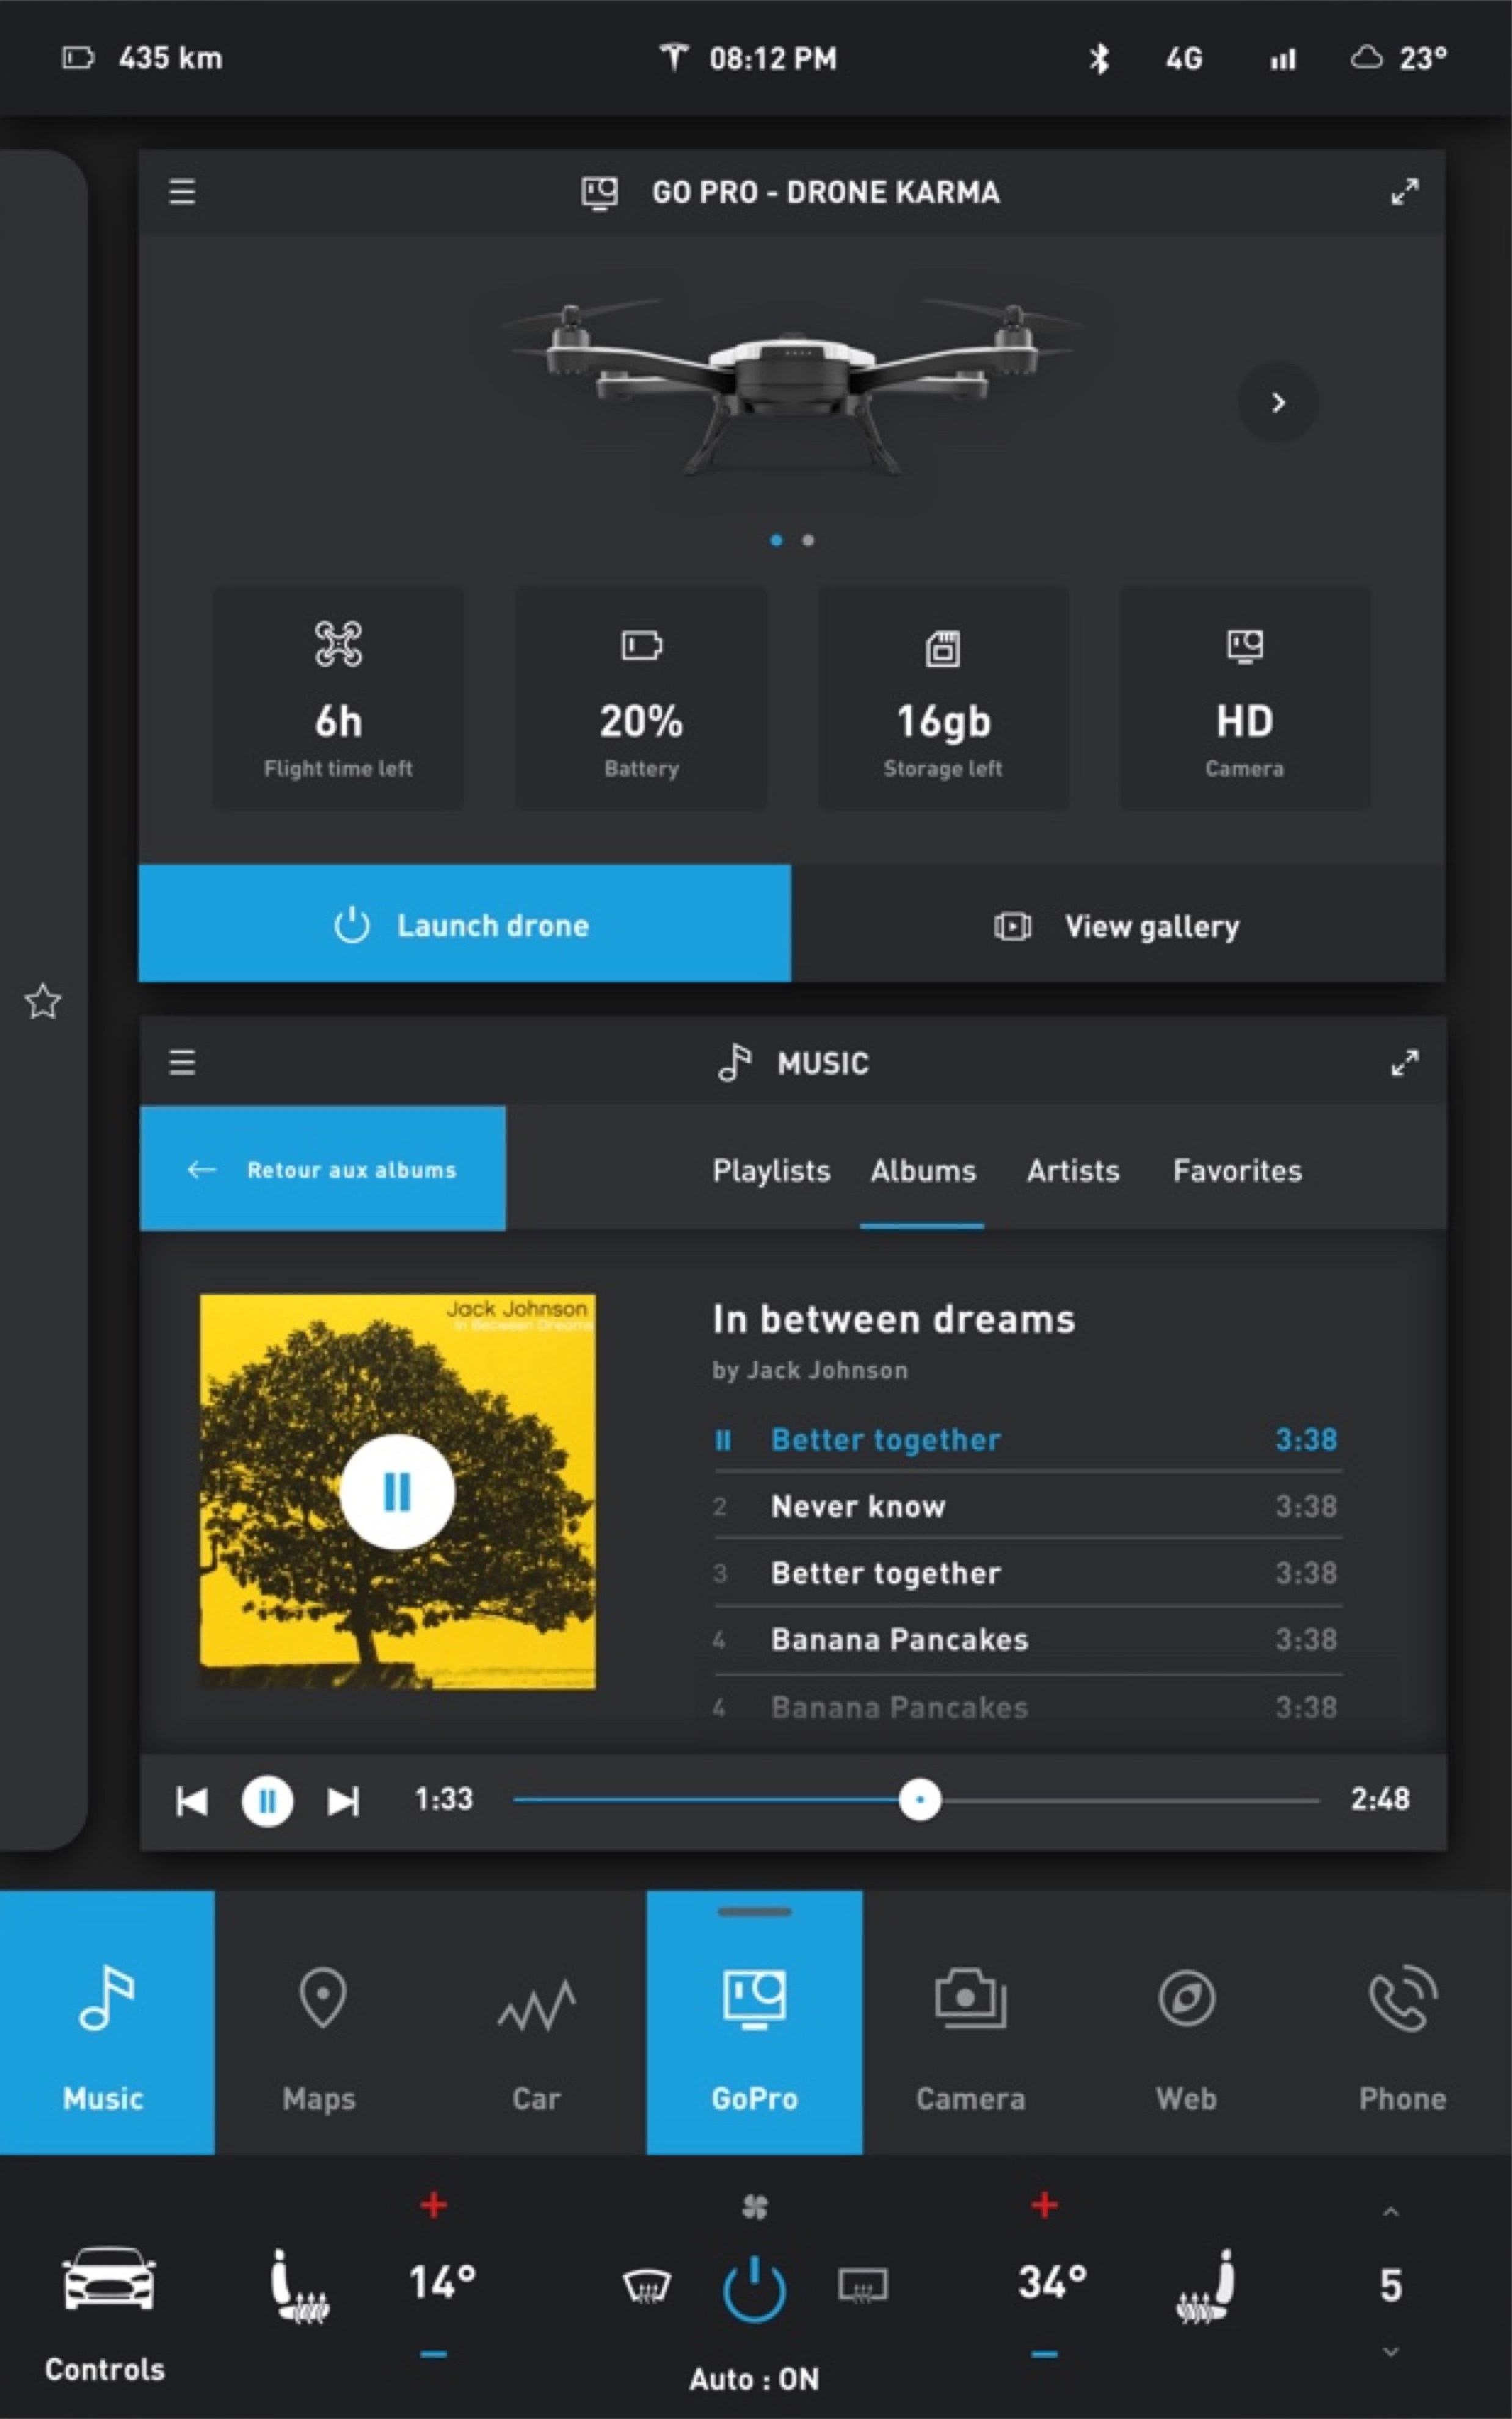 435 km
08:12 PM
4G
23°
GO PRO - DRONE KARMA
6h
Flight time left
20%
Battery
16gb
Storage left
HD
Camera
Launch drone
View gallery
MUSIC
Retour aux albums
Playlists
Albums
Artists
Favorites
Jack Johnson
In Between Dreams
In between dreams
by Jack Johnson
Better together 3:38
2 Never know 3:38
3 Better together 3:38
4 Banana Pancakes 3:38
4 Banana Pancakes 3:38
1:33
2:48
Music
Maps
Car
GoPro
Camera
Web
Phone
14°
34°
5
Controls
Auto : ON